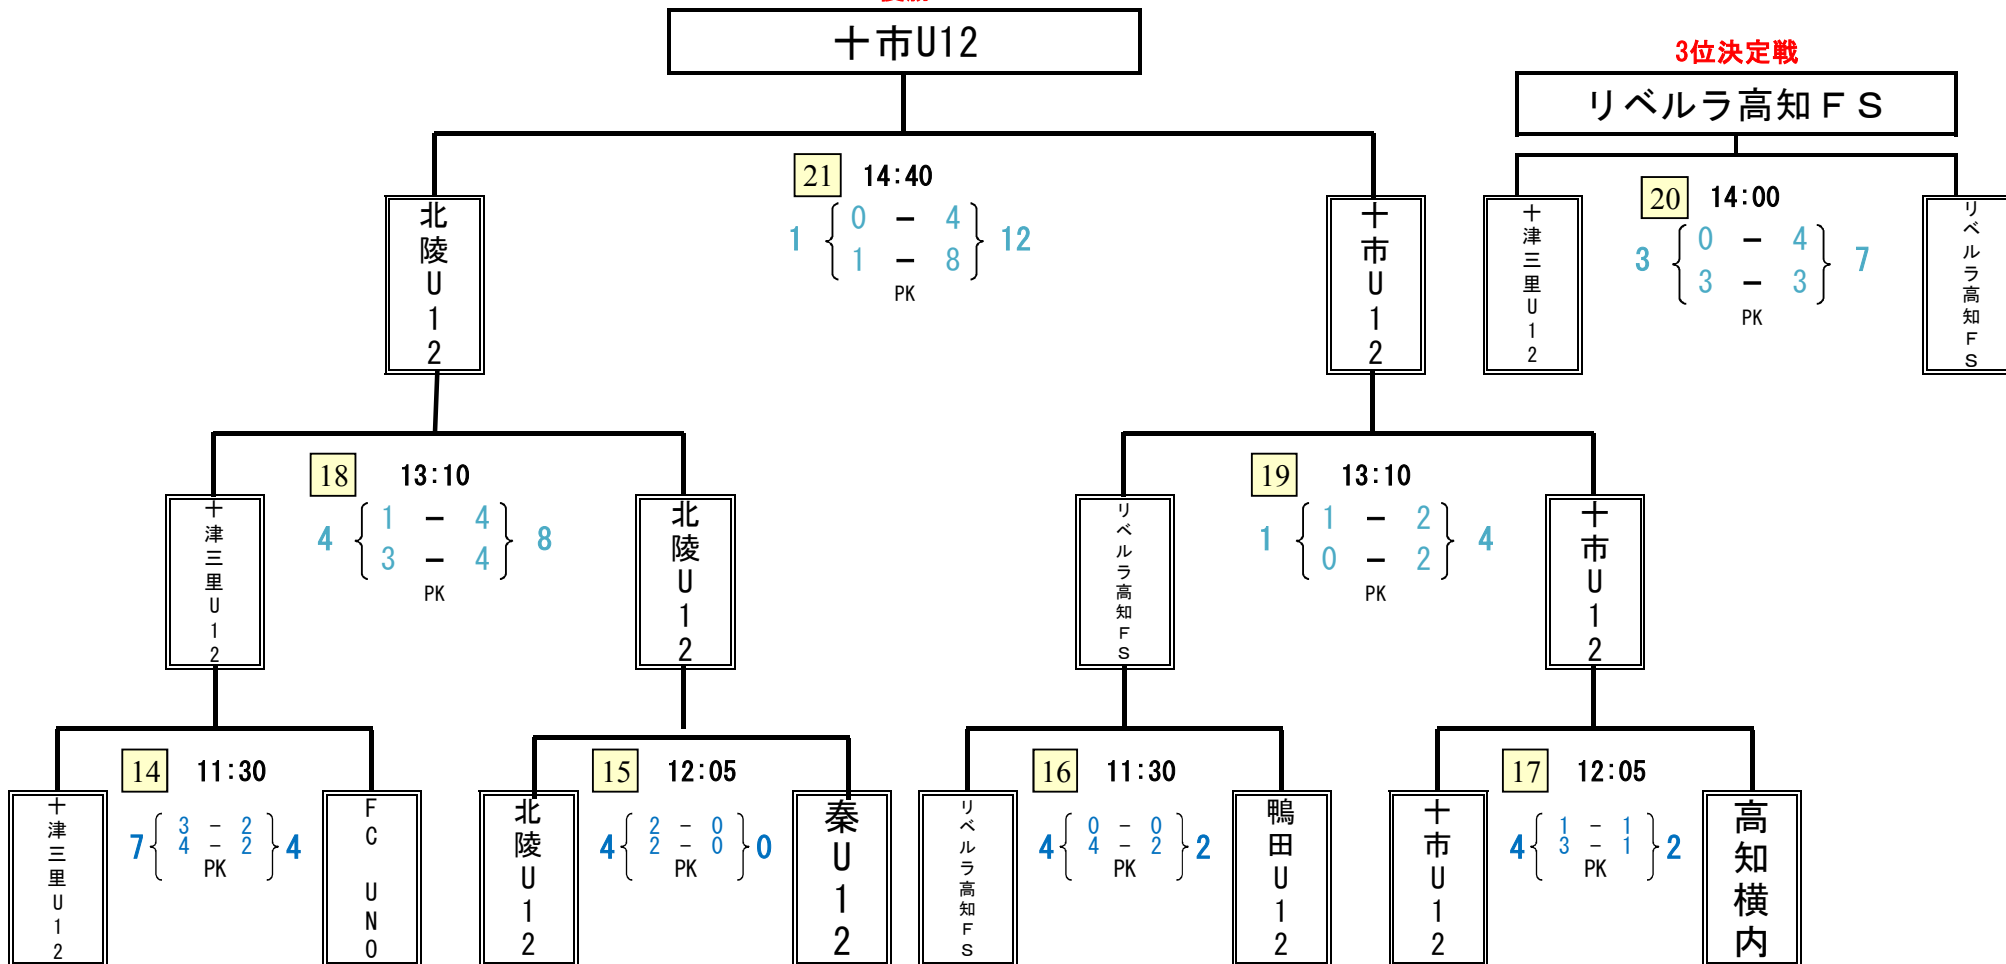 十市U12
3位決定戦
リベルラ高知ＦＳ
21 14:40
1 0 - 4 12
1 - 8
PK
北陵U12
十市U12
20 14:00
3 0 - 4 7
3 - 3
PK
十津三里U12
リベルラ高知ＦＳ
18 13:10
4 1 - 4 8
3 - 4
PK
十津三里U12
北陵U12
19 13:10
1 1 - 2 4
0 - 2
PK
リベルラ高知ＦＳ
十市U12
14 11:30
7 3 - 2 4
4 - 2
PK
十津三里U12
FC UNO
15 12:05
4 2 - 0 0
2 - 0
PK
北陵U12
秦U12
16 11:30
4 0 - 0 2
4 - 2
PK
リベルラ高知ＦＳ
鴨田U12
17 12:05
4 1 - 1 2
3 - 1
PK
十市U12
高知横内